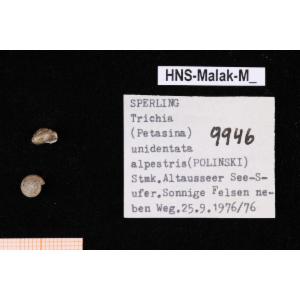 HNS-Malak-M_
SPERLING
Trichia
(Petasina) 9946
unidentata
alpestris(POLINSKI)
Stmk.Altausseer See-S-
ufer.Sonnige Felsen ne-
ben Weg.25.9.1976/76